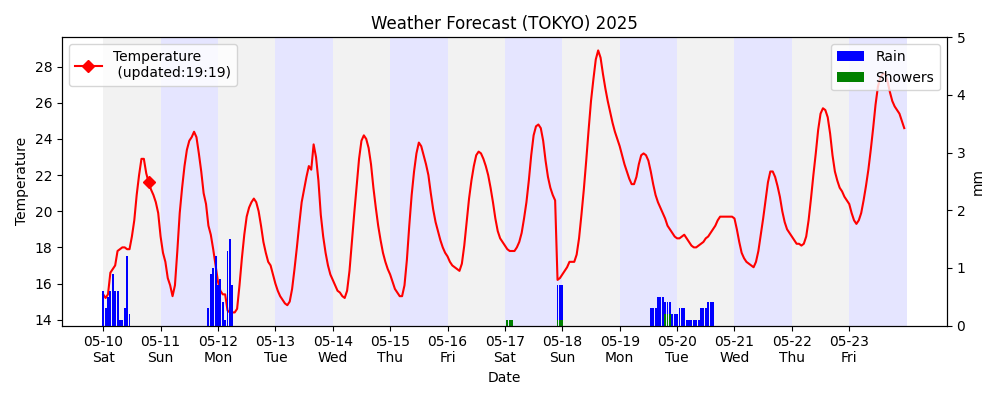 Weather Forecast (TOKYO) 2025
Temperature
(updated:19:19)
Rain
Showers
Temperature
28
26
24
22
20
18
16
14
5
4
3
2
1
0
mm
05-10 05-11 05-12 05-13 05-14 05-15 05-16 05-17 05-18 05-19 05-20 05-21 05-22 05-23
Sat Sun Mon Tue Wed Thu Fri Sat Sun Mon Tue Wed Thu Fri
Date